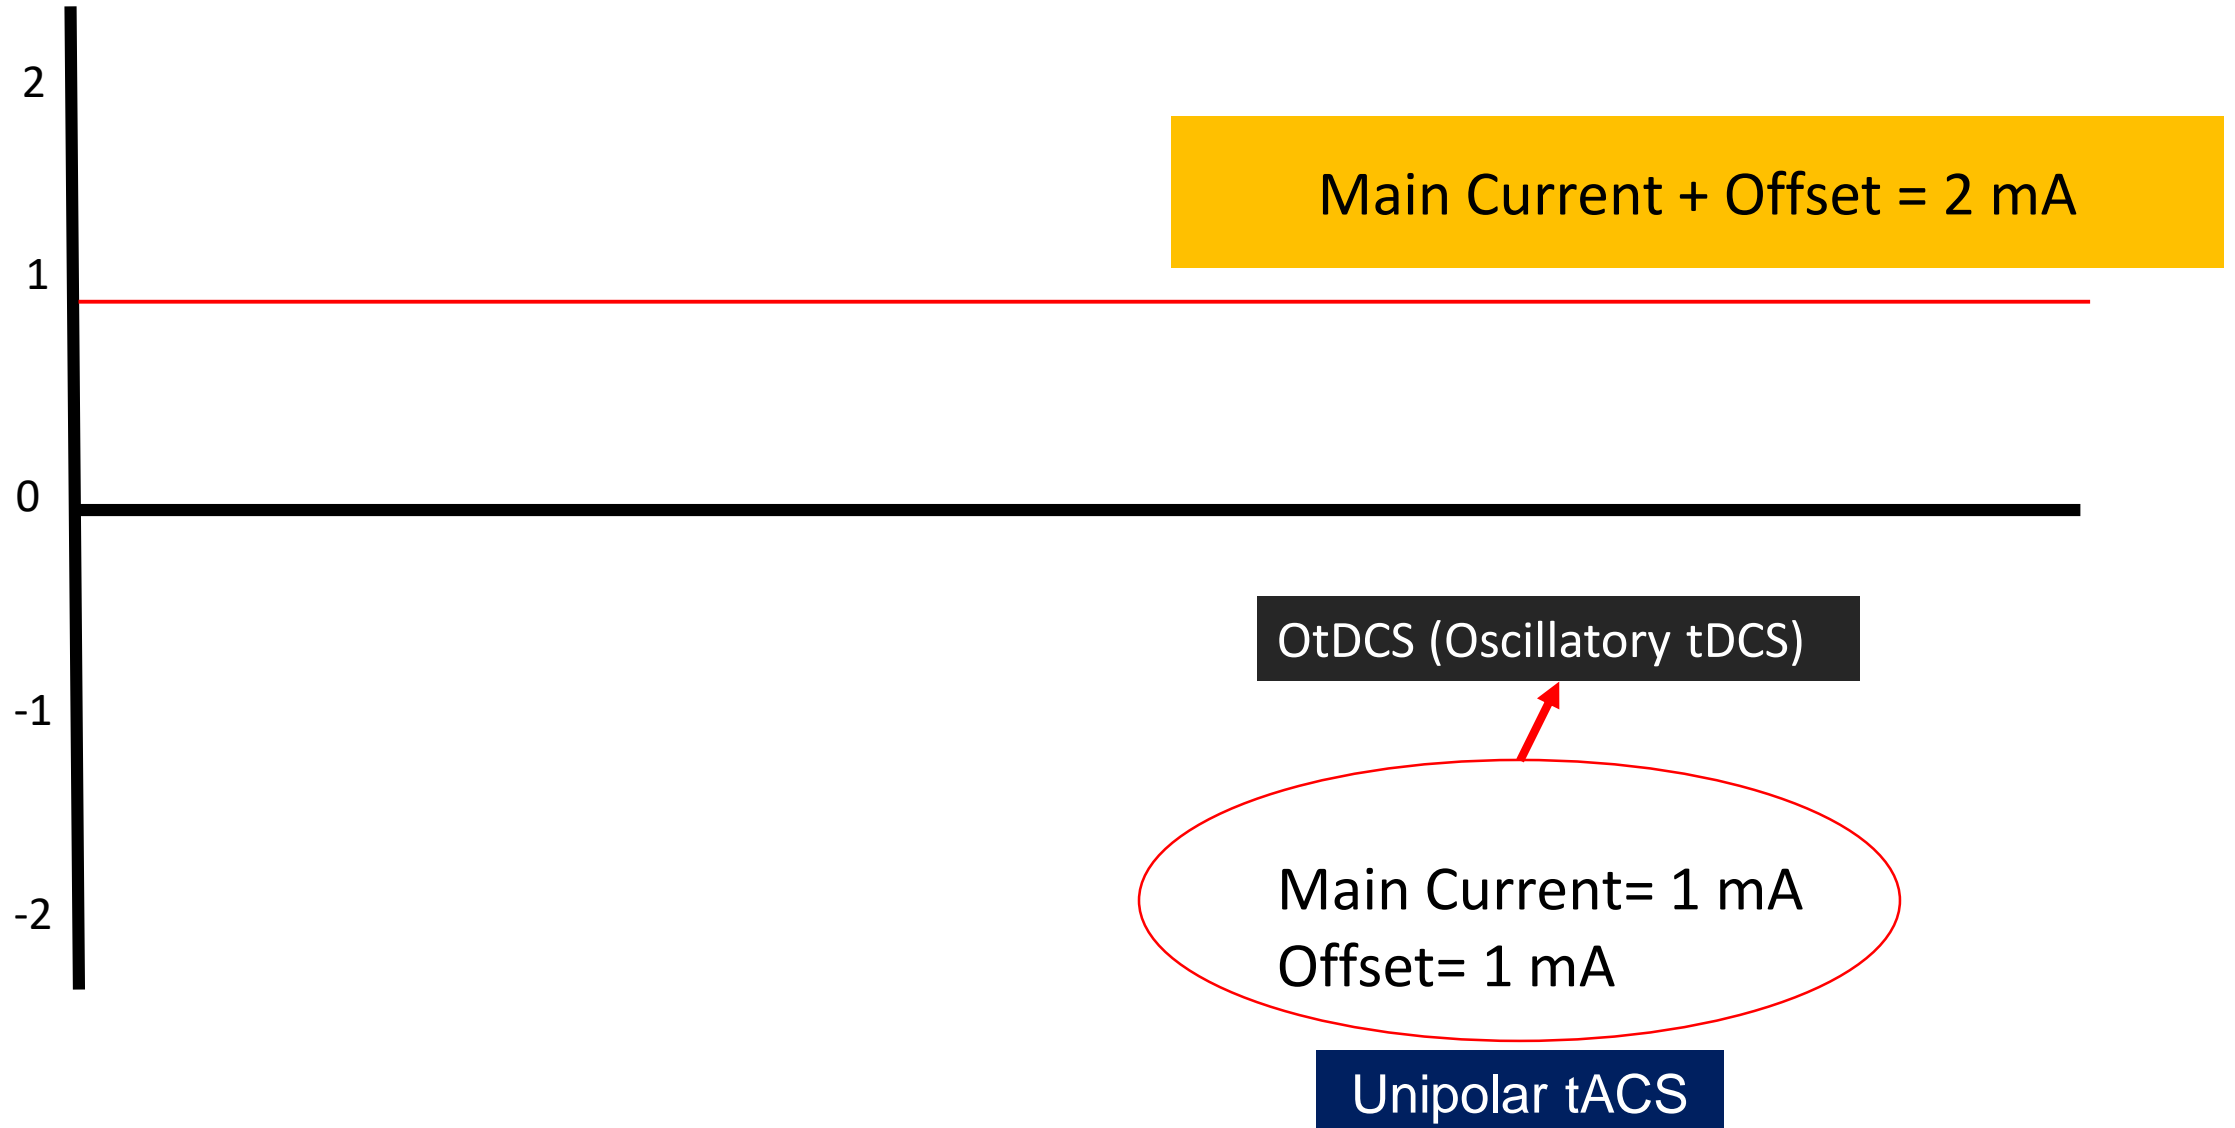 2
Main Current + Offset = 2 mA
1
0
OtDCS (Oscillatory tDCS)
-1
Main Current= 1 mA
-2
Offset= 1 mA
Unipolar tACS